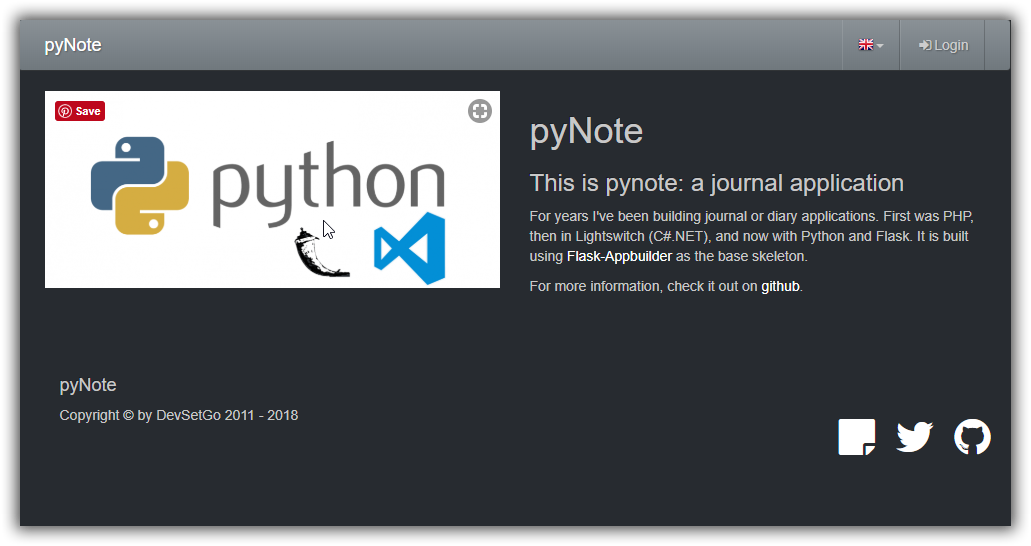 pyNote
Login
Save
python
pyNote
This is pynote: a journal application
For years I've been building journal or diary applications. First was PHP,
then in Lightswitch (C#.NET), and now with Python and Flask. It is built
using Flask-Appbuilder as the base skeleton.
For more information, check it out on github.
pyNote
Copyright © by DevSetGo 2011 - 2018